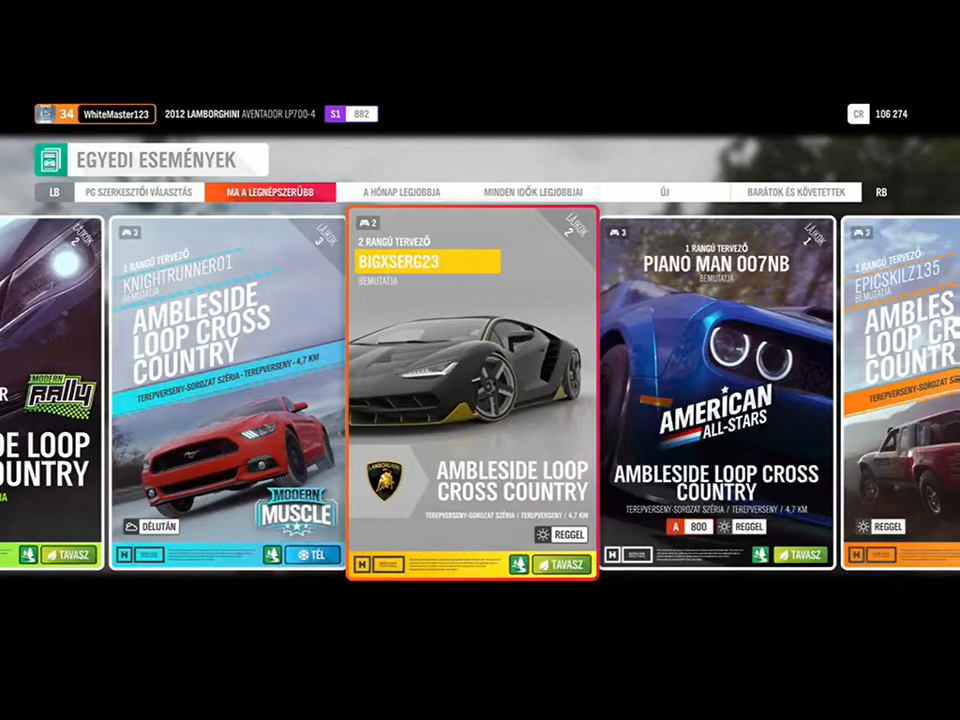 34 WhiteMaster123 2012 LAMBORGHINI AVENTADOR LP700-4 S1 882 CR 106 274
EGYEDI ESEMÉNYEK
LB PG SZERKESZTŐI VÁLASZTÁS MA A LEGNÉPSZERŰBB A HÓNAP LEGJOBBJA MINDEN IDŐK LEGJOBBJAI ÚJ BARÁTOK ÉS KÖVETETTEK RB
LÁJKOK
2
MODERN
RALLY
DE LOOP
OUNTRY
TAVASZ
3
LÁJKOK
3
1 RANGÚ TERVEZŐ
KNIGHTRUNNER01
BEMUTATJA
AMBLESIDE
LOOP CROSS
COUNTRY
TEREPVERSENY-SOROZAT SZÉRIA - TEREPVERSENY - 4,7 KM
MODERN
MUSCLE
DÉLUTÁN
H
TÉL
2
LÁJKOK
2
2 RANGÚ TERVEZŐ
BIGXSERG23
BEMUTATJA
LAMBORGHINI
AMBLESIDE LOOP
CROSS COUNTRY
TEREPVERSENY-SOROZAT SZÉRIA / TEREPVERSENY / 4,7 KM
REGGEL
H
TAVASZ
3
LÁJKOK
1
1 RANGÚ TERVEZŐ
PIANO MAN 007NB
BEMUTATJA
AMERICAN
ALL-STARS
AMBLESIDE LOOP CROSS
COUNTRY
TEREPVERSENY-SOROZAT SZÉRIA / TEREPVERSENY / 4,7 KM
A 800 REGGEL
H
TAVASZ
3
1 RANGÚ TERVEZŐ
EPICSKILZ135
BEMUTATJA
AMBLES
LOOP CR
COUNTRY
TEREPVERSENY-SOROZAT S
REGGEL
H